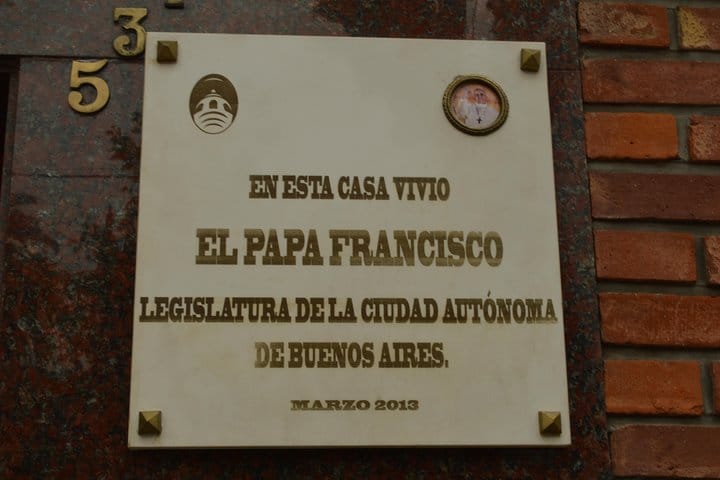 3
5
EN ESTA CASA VIVIO
EL PAPA FRANCISCO
LEGISLATURA DE LA CIUDAD AUTÓNOMA
DE BUENOS AIRES.
MARZO 2013